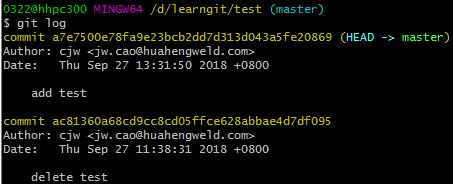 0322@hhpc300 MINGW64 /d/learngit/test (master)
$ git log
commit a7e7500e78fa9e23bcb2dd7d313d043a5fe20869 (HEAD -> master)
Author: cjw <jw.cao@huahengweld.com>
Date:   Thu Sep 27 13:31:50 2018 +0800
    add test
commit ac81360a68cd9cc8cd05ffce628abbae4d7df095
Author: cjw <jw.cao@huahengweld.com>
Date:   Thu Sep 27 11:38:31 2018 +0800
    delete test